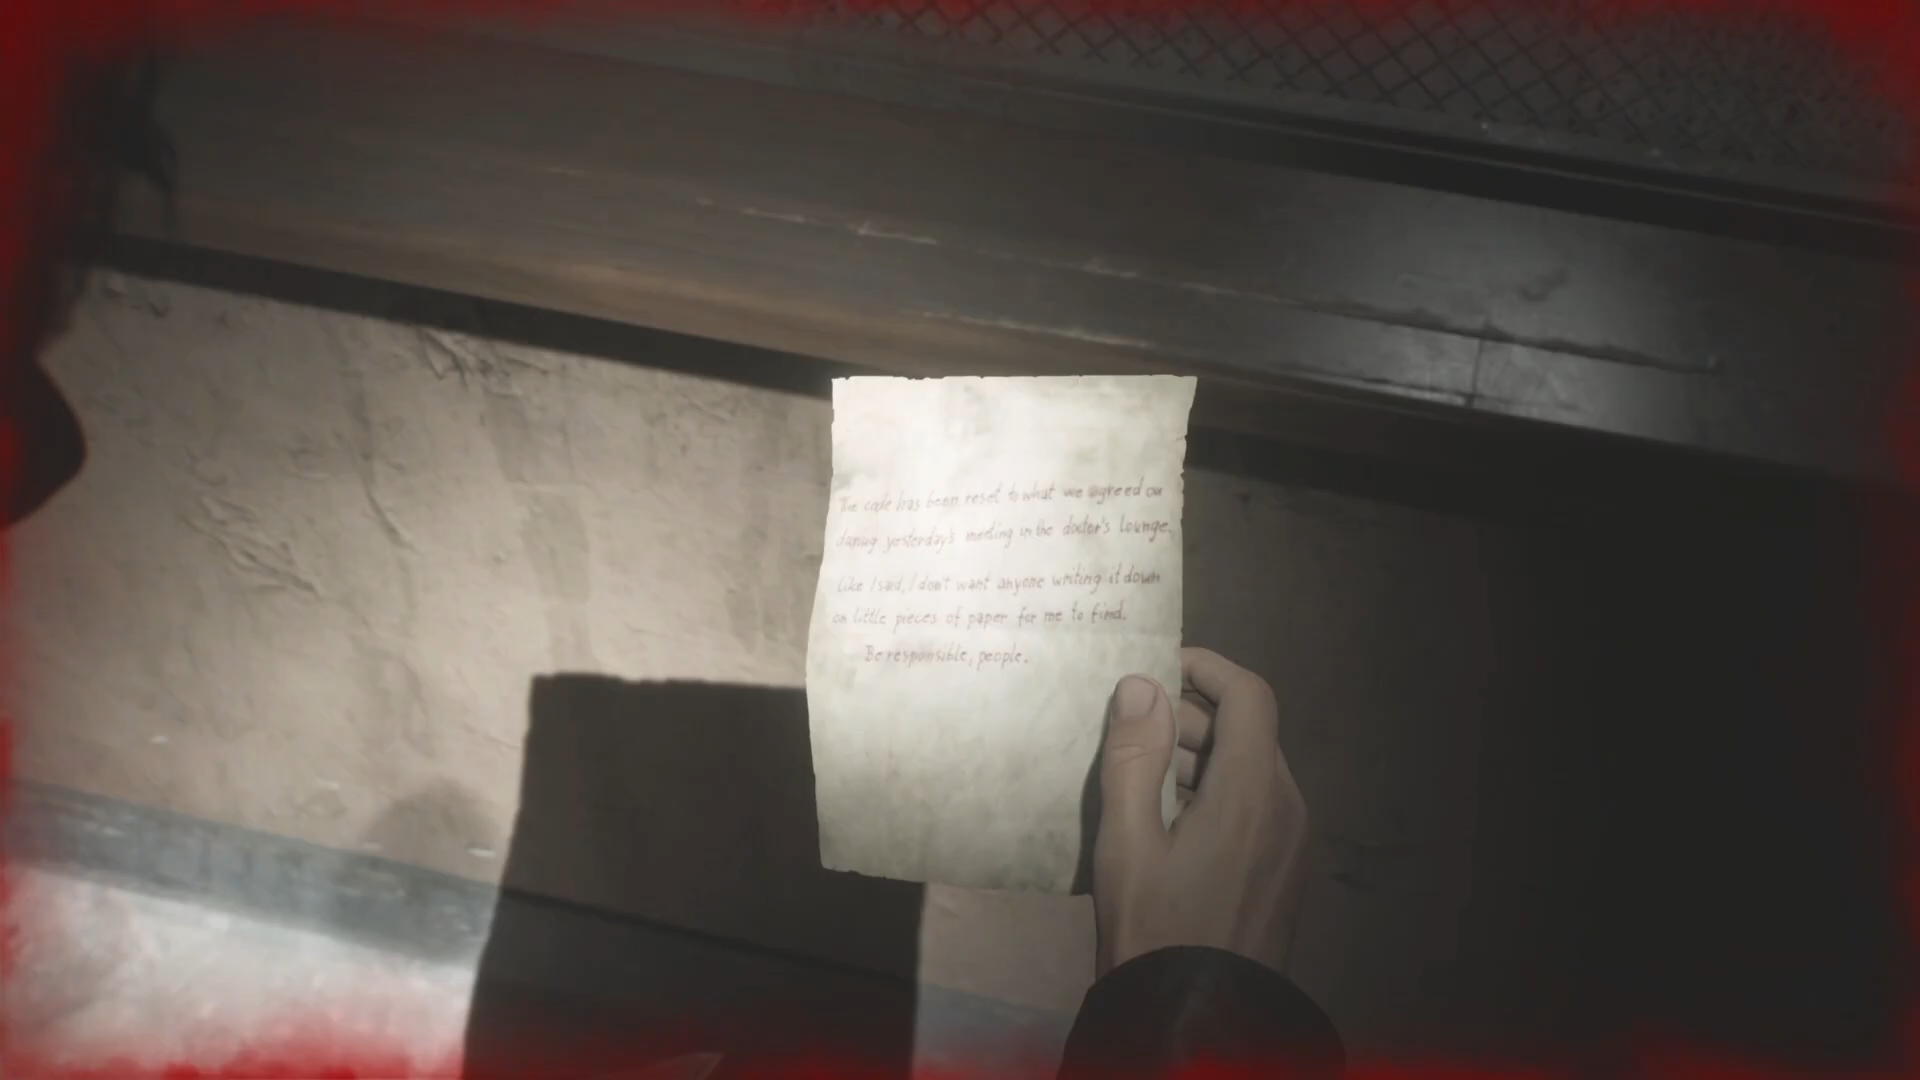 The code has been reset to what we agreed on
during yesterday's meeting in the doctor's lounge.
Like I said, I don't want anyone writing it down
on little pieces of paper for me to find.
Be responsible, people.